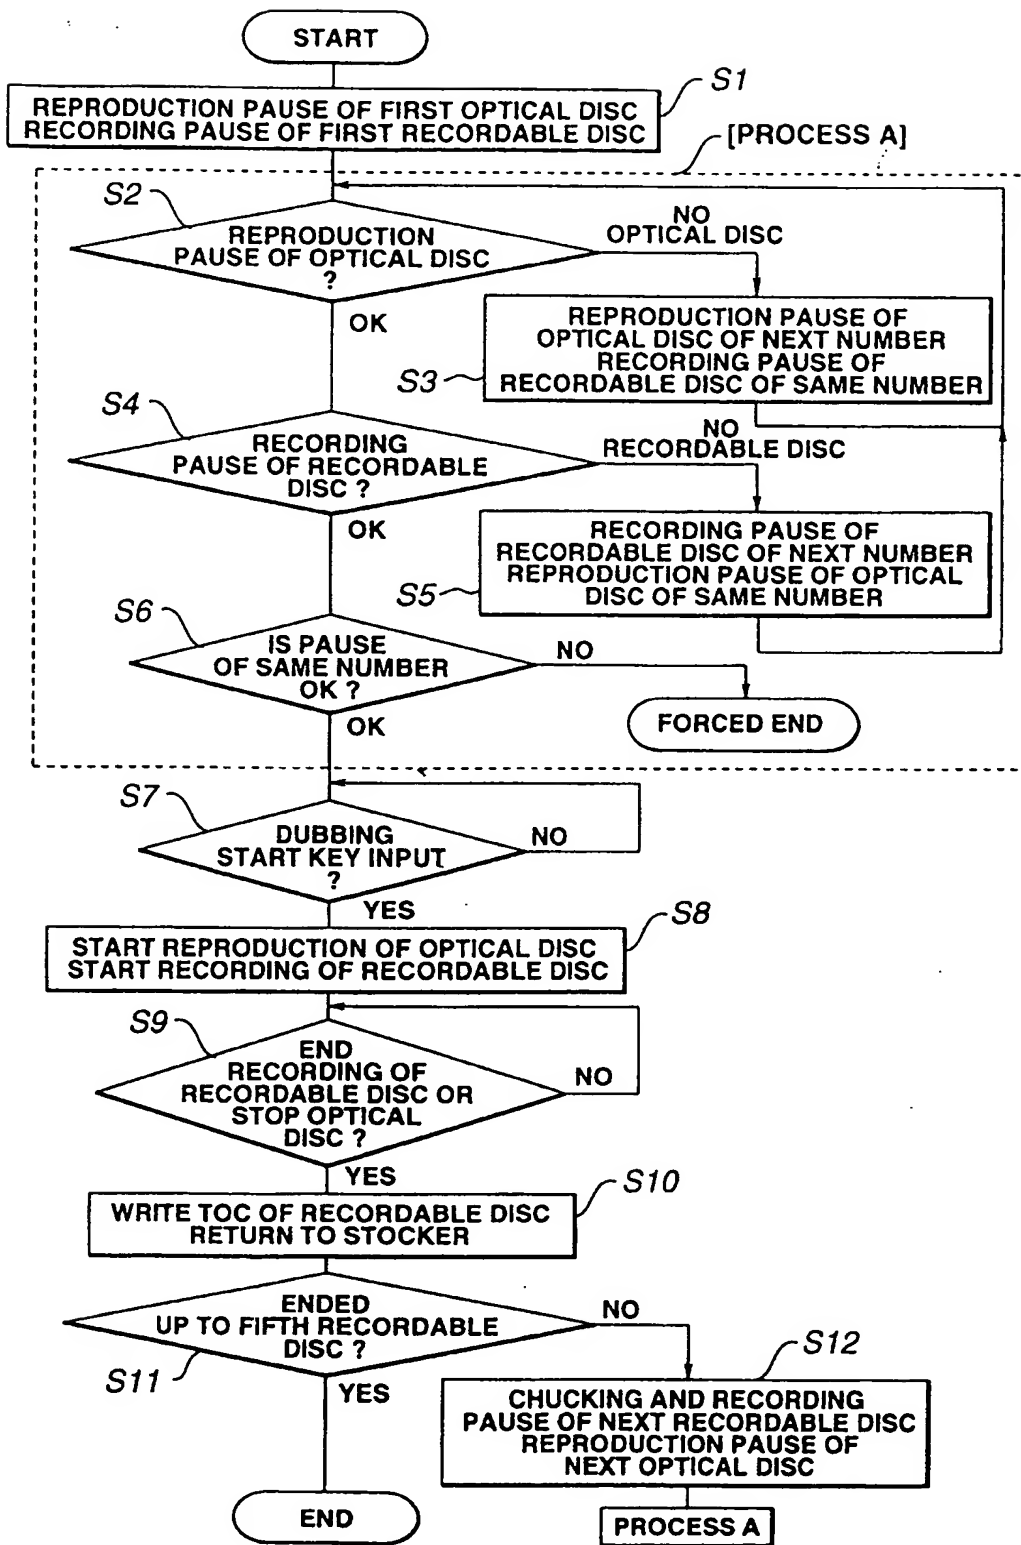 START
S1
REPRODUCTION PAUSE OF FIRST OPTICAL DISC
RECORDING PAUSE OF FIRST RECORDABLE DISC
[PROCESS A]
S2
REPRODUCTION
PAUSE OF OPTICAL DISC
?
NO
OPTICAL DISC
OK
REPRODUCTION PAUSE OF
OPTICAL DISC OF NEXT NUMBER
RECORDING PAUSE OF
RECORDABLE DISC OF SAME NUMBER
S3
S4
RECORDING
PAUSE OF RECORDABLE
DISC ?
NO
RECORDABLE DISC
OK
RECORDING PAUSE OF
RECORDABLE DISC OF NEXT NUMBER
REPRODUCTION PAUSE OF OPTICAL
DISC OF SAME NUMBER
S5
S6
IS PAUSE
OF SAME NUMBER
OK ?
NO
OK
FORCED END
S7
DUBBING
START KEY INPUT
?
NO
YES
S8
START REPRODUCTION OF OPTICAL DISC
START RECORDING OF RECORDABLE DISC
S9
END
RECORDING OF
RECORDABLE DISC OR
STOP OPTICAL
DISC ?
NO
YES
S10
WRITE TOC OF RECORDABLE DISC
RETURN TO STOCKER
ENDED
UP TO FIFTH RECORDABLE
DISC ?
NO
S11
YES
S12
CHUCKING AND RECORDING
PAUSE OF NEXT RECORDABLE DISC
REPRODUCTION PAUSE OF
NEXT OPTICAL DISC
END
PROCESS A